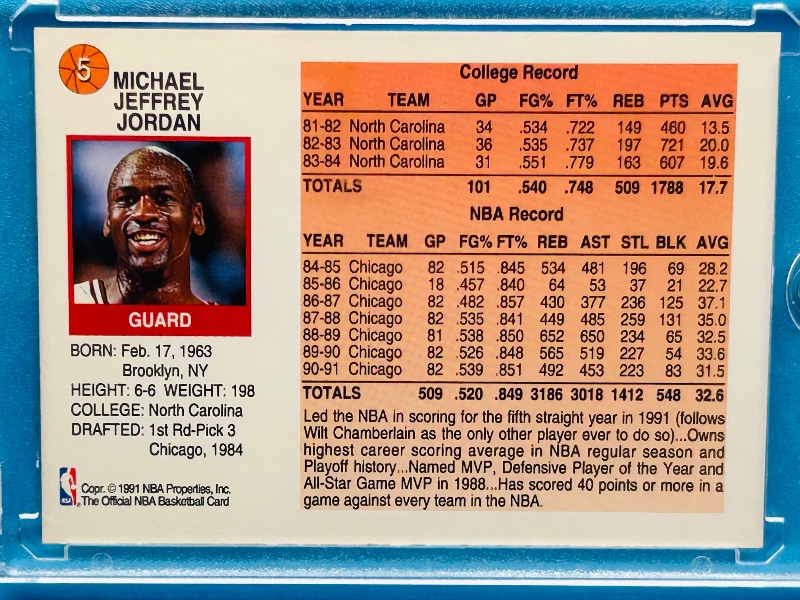 5
MICHAEL
JEFFREY
JORDAN
GUARD
BORN: Feb. 17, 1963
Brooklyn, NY
HEIGHT: 6-6 WEIGHT: 198
COLLEGE: North Carolina
DRAFTED: 1st Rd-Pick 3
Chicago, 1984
NBA
Copr. © 1991 NBA Properties, Inc.
The Official NBA Basketball Card
College Record
YEAR TEAM GP FG% FT% REB PTS AVG
81-82 North Carolina 34 .534 .722 149 460 13.5
82-83 North Carolina 36 .535 .737 197 721 20.0
83-84 North Carolina 31 .551 .779 163 607 19.6
TOTALS 101 .540 .748 509 1788 17.7
NBA Record
YEAR TEAM GP FG% FT% REB AST STL BLK AVG
84-85 Chicago 82 .515 .845 534 481 196 69 28.2
85-86 Chicago 18 .457 .840 64 53 37 21 22.7
86-87 Chicago 82 .482 .857 430 377 236 125 37.1
87-88 Chicago 82 .535 .841 449 485 259 131 35.0
88-89 Chicago 81 .538 .850 652 650 234 65 32.5
89-90 Chicago 82 .526 .848 565 519 227 54 33.6
90-91 Chicago 82 .539 .851 492 453 223 83 31.5
TOTALS 509 .520 .849 3186 3018 1412 548 32.6
Led the NBA in scoring for the fifth straight year in 1991 (follows
Wilt Chamberlain as the only other player ever to do so)...Owns
highest career scoring average in NBA regular season and
Playoff history...Named MVP, Defensive Player of the Year and
All-Star Game MVP in 1988...Has scored 40 points or more in a
game against every team in the NBA.